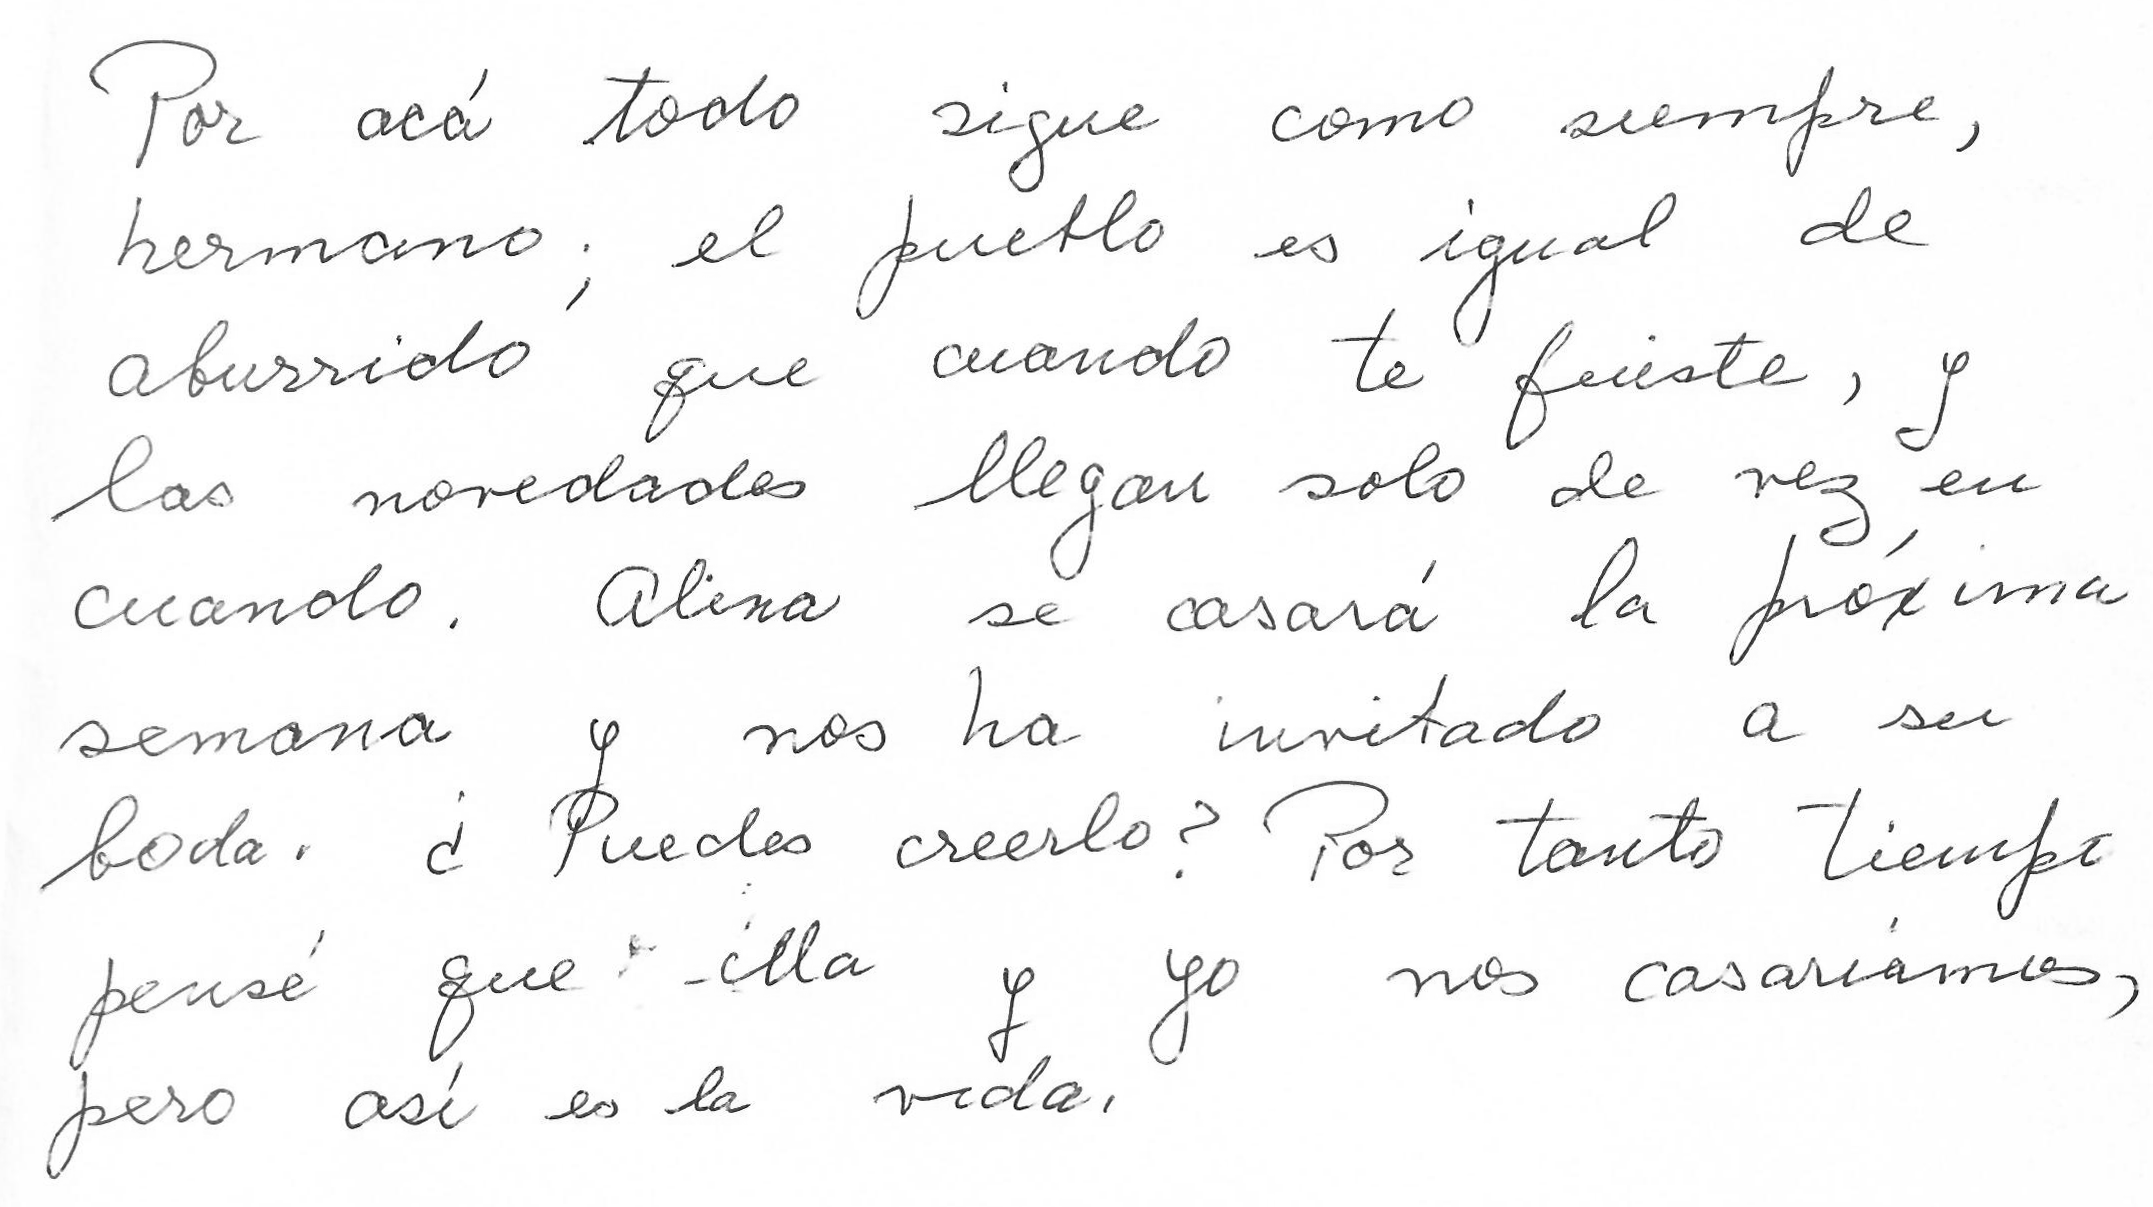 Por acá todo sigue como siempre,
hermano; el pueblo es igual de
aburrido que cuando te fuiste, y
las novedades llegan solo de vez en
cuando. Alina se casará la próxima
semana y nos ha invitado a su
boda. ¿Puedes creerlo? Por tanto tiempo
pensé que ella y yo nos casaríamos,
pero así es la vida.